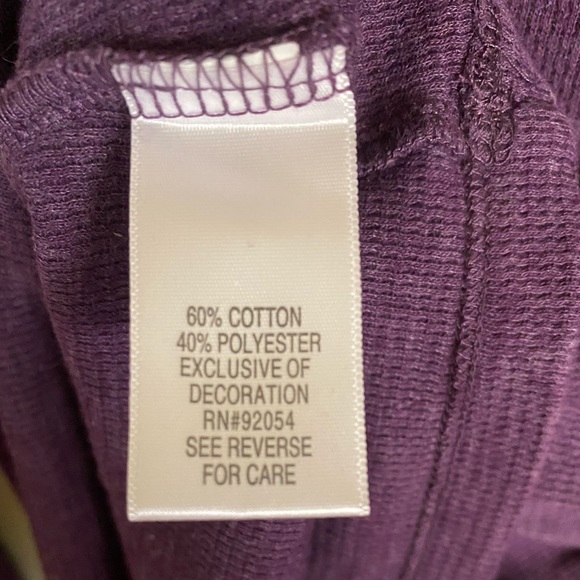 60% COTTON
40% POLYESTER
EXCLUSIVE OF
DECORATION
RN#92054
SEE REVERSE
FOR CARE